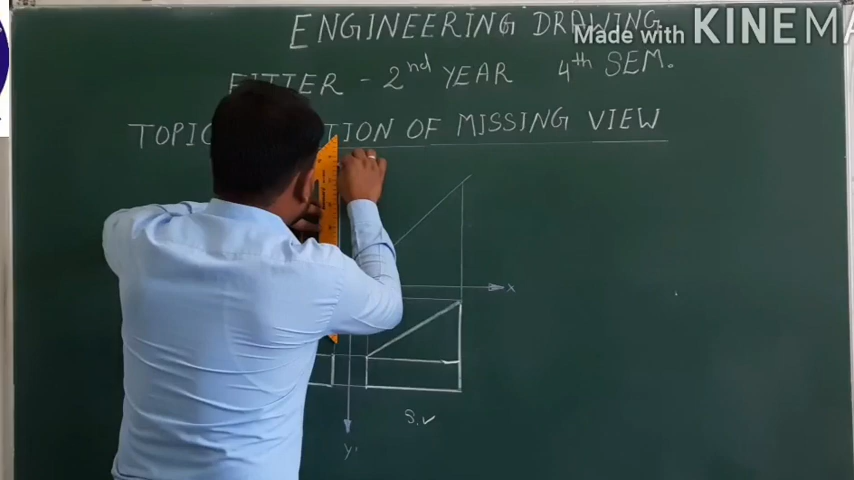 ENGINEERING DRAWING
Made with KINEMA
FITTER - 2nd YEAR 4th SEM.
TOPIC TION OF MISSING VIEW
X
S.V
Y'